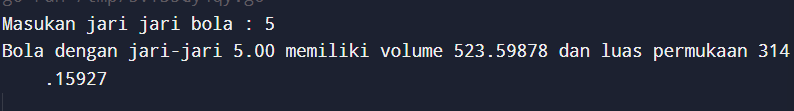 Masukan jari jari bola : 5
Bola dengan jari-jari 5.00 memiliki volume 523.59878 dan luas permukaan 314
.15927